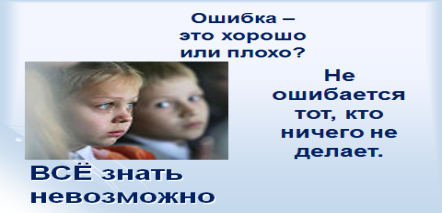 Ошибка –
это хорошо
или плохо?
Не
ошибается
тот, кто
ничего не
делает.
ВСЁ знать
невозможно